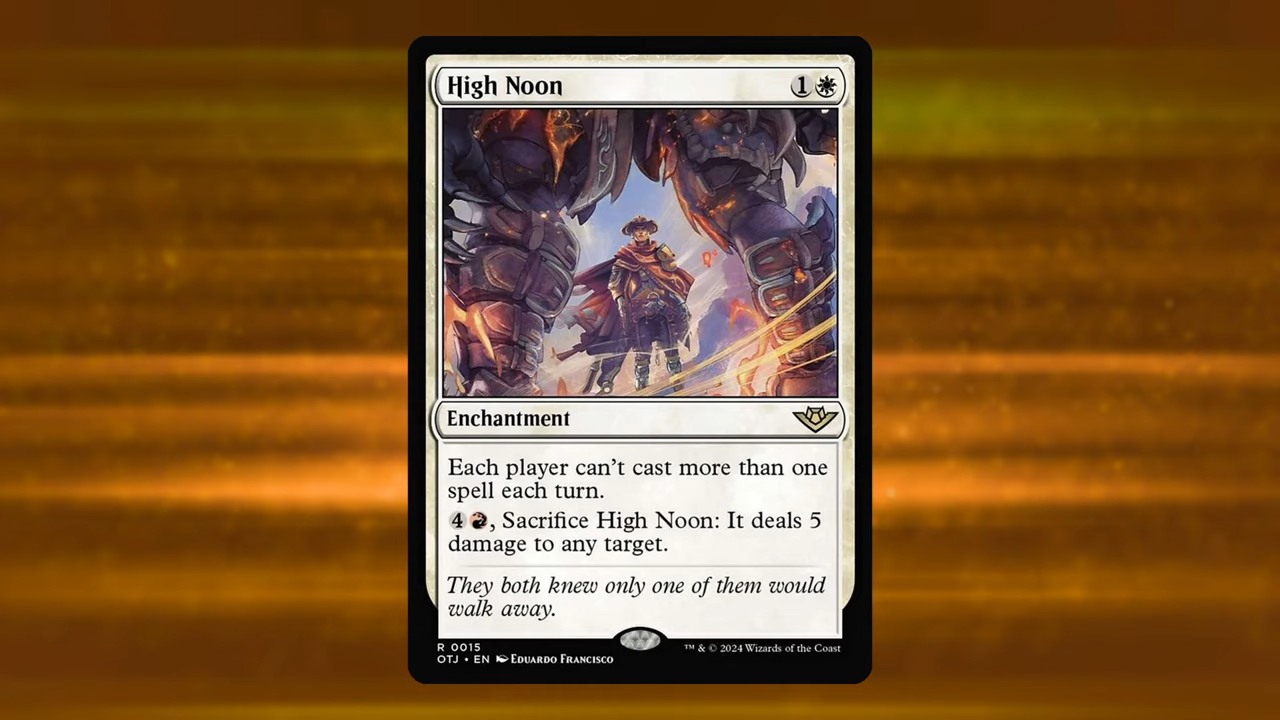 High Noon 1
Enchantment
Each player can't cast more than one
spell each turn.
4, Sacrifice High Noon: It deals 5
damage to any target.
They both knew only one of them would
walk away.
R 0015
OTJ • EN Eduardo Francisco
™ & © 2024 Wizards of the Coast